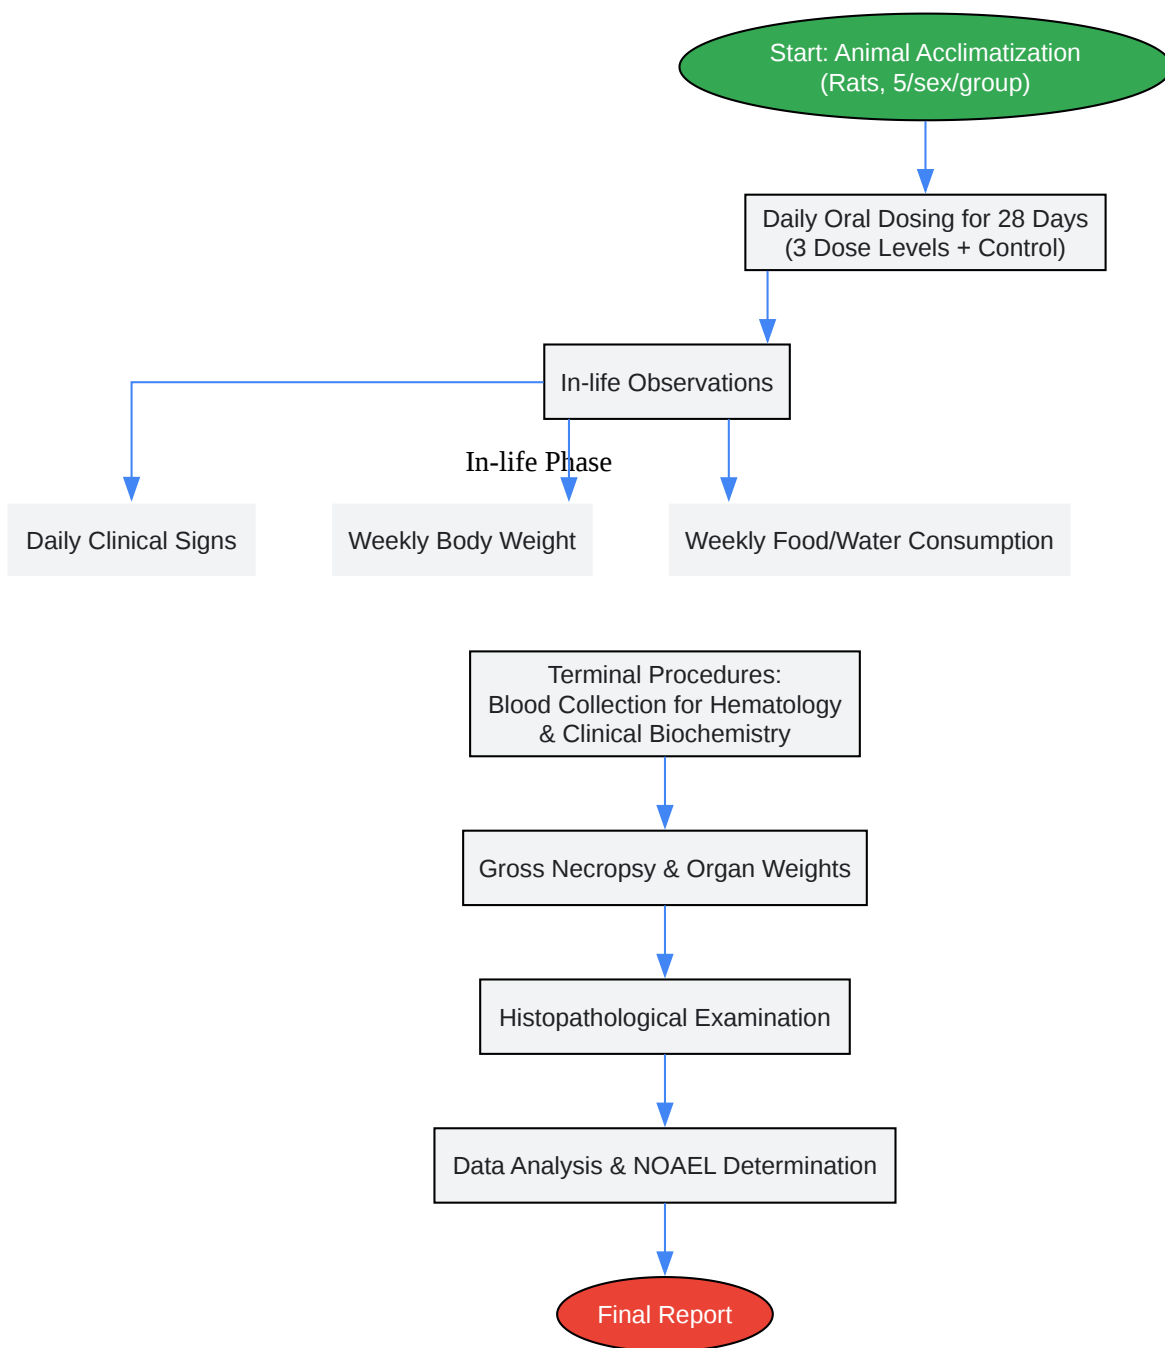 Start: Animal Acclimatization
(Rats, 5/sex/group)
Daily Oral Dosing for 28 Days
(3 Dose Levels + Control)
In-life Observations
In-life Phase
Daily Clinical Signs
Weekly Body Weight
Weekly Food/Water Consumption
Terminal Procedures:
Blood Collection for Hematology
& Clinical Biochemistry
Gross Necropsy & Organ Weights
Histopathological Examination
Data Analysis & NOAEL Determination
Final Report